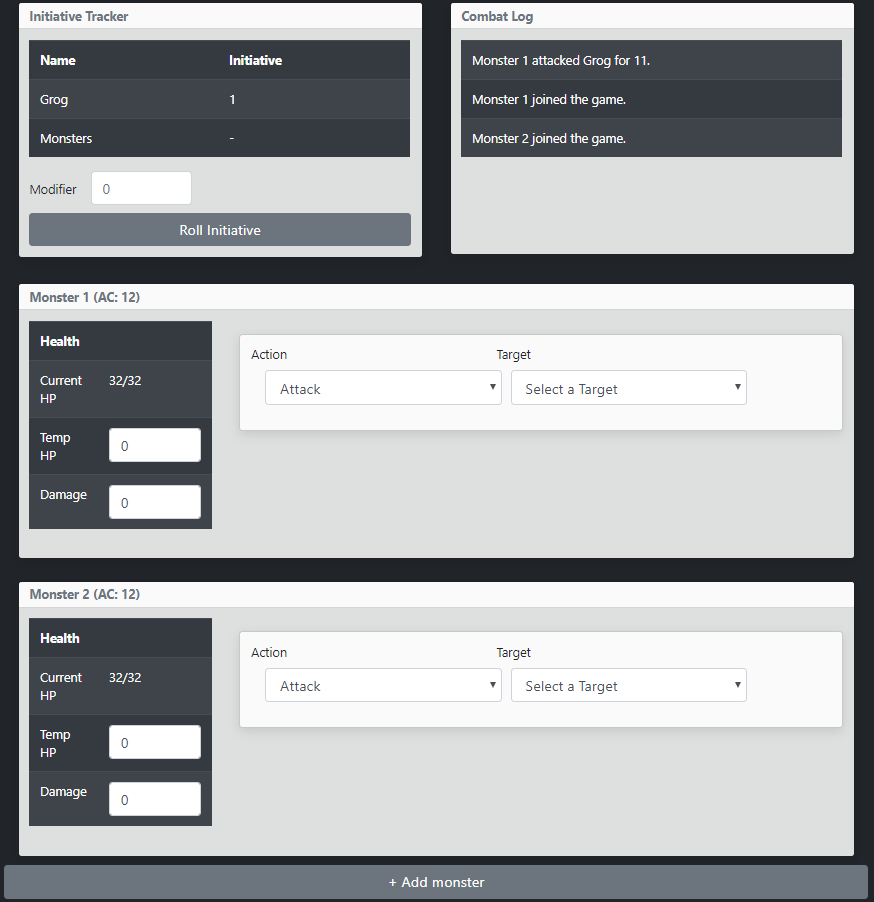 Initiative Tracker
Name Initiative
Grog 1
Monsters -
Modifier 0
Roll Initiative
Combat Log
Monster 1 attacked Grog for 11.
Monster 1 joined the game.
Monster 2 joined the game.
Monster 1 (AC: 12)
Health
Current 32/32
HP
Temp
HP
0
Damage
0
Action Target
Attack Select a Target
Monster 2 (AC: 12)
Health
Current 32/32
HP
Temp
HP
0
Damage
0
Action Target
Attack Select a Target
+ Add monster